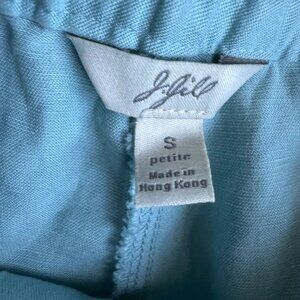 J.Jill
S
petite
Made in
Hong Kong